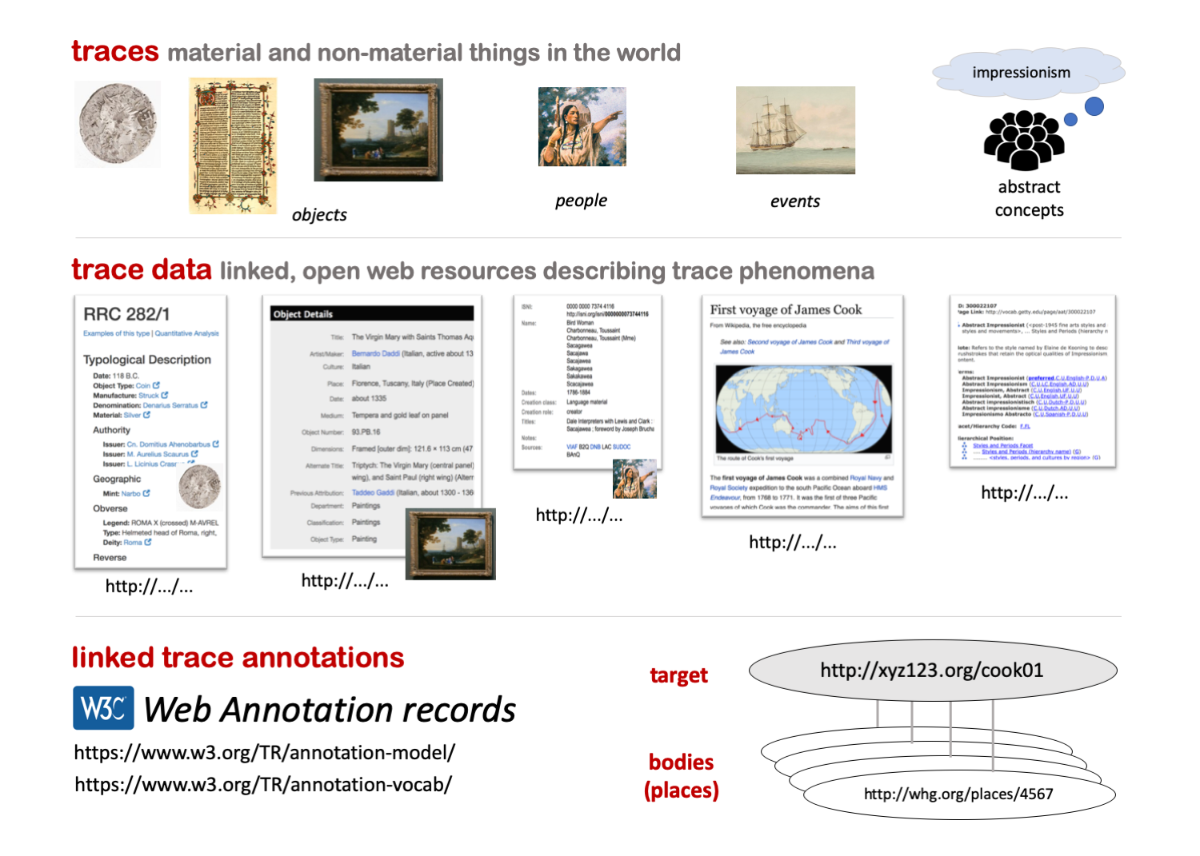 traces material and non-material things in the world
impressionism
objects
people
events
abstract
concepts
trace data linked, open web resources describing trace phenomena
RRC 282/1
Examples of this type | Quantitative Analysis
Typological Description
Date: 118 B.C.
Object Type: Coin
Manufacture: Struck
Denomination: Denarius Serratus
Material: Silver
Authority
Issuer: Cn. Domitius Ahenobarbus
Issuer: M. Aurelius Scaurus
Issuer: L. Licinius
Geographic
Mint: Narbo
Obverse
Legend: ROMA X (crossed) M·AVREL
Type: Helmeted head of Roma, right,
Deity: Roma
Reverse
http://.../...
Object Details
Title: The Virgin Mary with Saints Thomas Aq
Artist/Maker: Bernardo Daddi (Italian, active about 13
Culture: Italian
Place: Florence, Tuscany, Italy (Place Created)
Date: about 1335
Medium: Tempera and gold leaf on panel
Object Number: 93.PB.16
Dimensions: Framed [outer dim]: 121.6 × 113 cm (47
Alternate Title: Triptych: The Virgin Mary (central panel)
wing), and Saint Paul (right wing) (Altern
Previous Attribution: Taddeo Gaddi (Italian, about 1300 - 136
Department: Paintings
Classification: Paintings
Object Type: Painting
http://.../...
ISNI: 0000 0000 7374 4116
http://isni.org/isni/0000000073744116
Name: Bird Woman
Charbonneau, Toussaint
Charbonneau, Toussaint (Mme)
Sacagawea
Sacajawa
Sacajawea
Sakagawea
Sakakawea
Scacajawea
Dates: 1786-1884
Creation class: Language material
Creation role: creator
Titles: Date Interpreters with Lewis and Clark :
Sacajawea ; foreword by Joseph Bruchs
Notes:
Sources: VIAF B2Q DNB LAC SUDOC
BAnQ
http://.../...
First voyage of James Cook
From Wikipedia, the free encyclopedia
See also: Second voyage of James Cook and Third voyage of
James Cook
The route of Cook's first voyage
The first voyage of James Cook was a combined Royal Navy and
Royal Society expedition to the south Pacific Ocean aboard HMS
Endeavour, from 1768 to 1771. It was the first of three Pacific
voyages of which Cook was the commander. The aims of this first
http://.../...
ID: 300022107
age Link: http://vocab.getty.edu/page/aat/300022107
Abstract Impressionist (<post-1945 fine arts styles and
styles and movements>, ... Styles and Periods (hierarchy n
lote: Refers to the style named by Elaine de Kooning to desc
rushstrokes that retain the optical qualities of Impressionism
ontent.
erms:
Abstract Impressionist (preferred,C,U,English-P,D,U,A)
Abstract Impressionism (C,U,LC,English,AD,U,U)
Impressionism, Abstract (C,U,English,UF,U,U)
Impressionist, Abstract (C,U,English,UF,U,U)
abstract impressionistisch (C,U,Dutch-P,D,U,U)
abstract impressionisme (C,U,Dutch,AD,U,U)
Impresionismo Abstracto (C,U,Spanish-P,D,U,U)
acet/Hierarchy Code: F.FL
lierarchical Position:
Styles and Periods Facet
.... Styles and Periods (hierarchy name) (G)
........ <styles, periods, and cultures by region> (G)
http://.../...
linked trace annotations
W3C Web Annotation records
https://www.w3.org/TR/annotation-model/
https://www.w3.org/TR/annotation-vocab/
target
http://xyz123.org/cook01
bodies
(places)
http://whg.org/places/4567